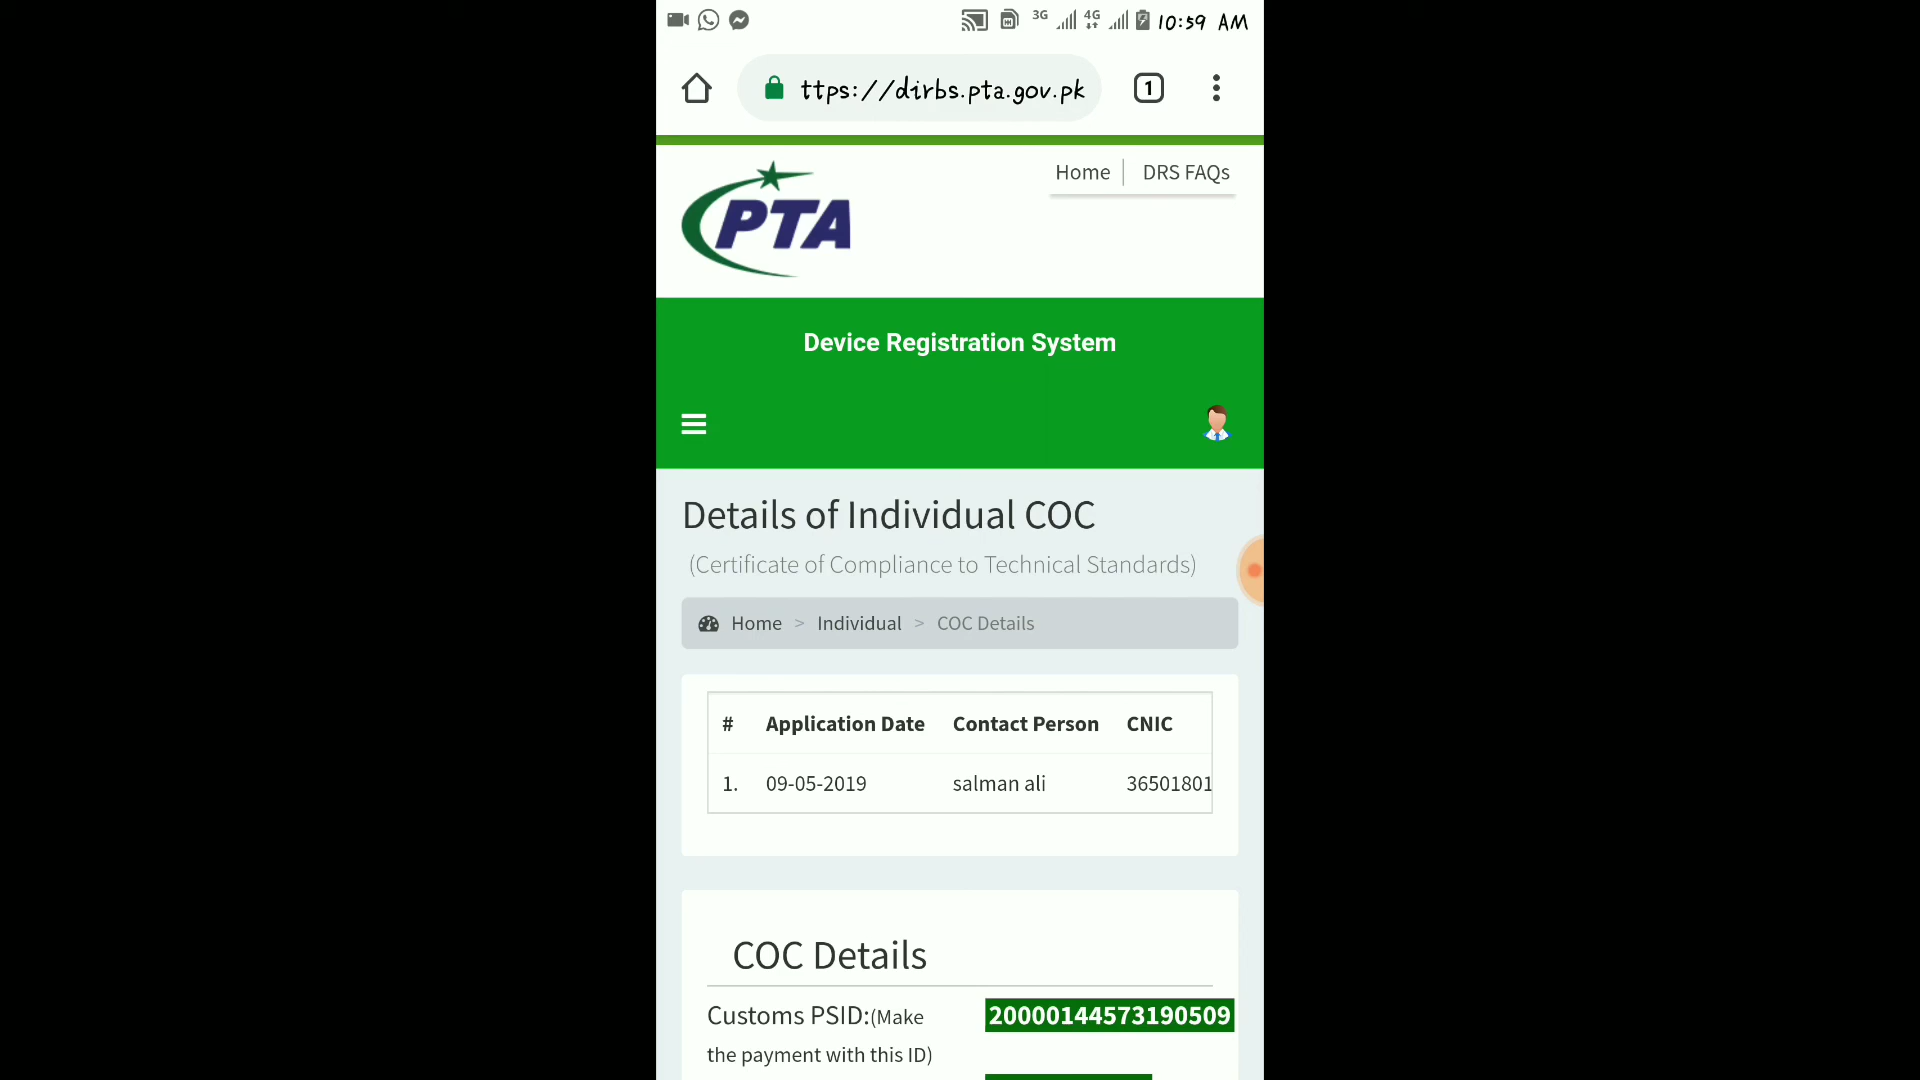 3G 4G 10:59 AM
ttps://dirbs.pta.gov.pk 1
Home DRS FAQs
PTA
Device Registration System
Details of Individual COC
(Certificate of Compliance to Technical Standards)
Home > Individual > COC Details
# Application Date Contact Person CNIC
1. 09-05-2019 salman ali 36501801
COC Details
Customs PSID:(Make 20000144573190509
the payment with this ID)